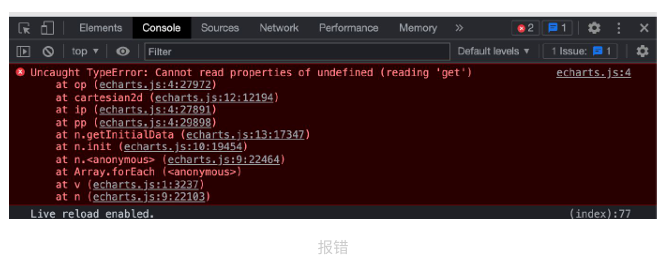 Elements Console Sources Network Performance Memory » 2 1
top ▼ Filter Default levels ▼ 1 Issue: 1
Uncaught TypeError: Cannot read properties of undefined (reading 'get') echarts.js:4
at op (echarts.js:4:27972)
at cartesian2d (echarts.js:12:12194)
at ip (echarts.js:4:27891)
at pp (echarts.js:4:29898)
at n.getInitialData (echarts.js:13:17347)
at n.init (echarts.js:10:19454)
at n.<anonymous> (echarts.js:9:22464)
at Array.forEach (<anonymous>)
at v (echarts.js:1:3237)
at n (echarts.js:9:22103)
Live reload enabled. (index):77
报错